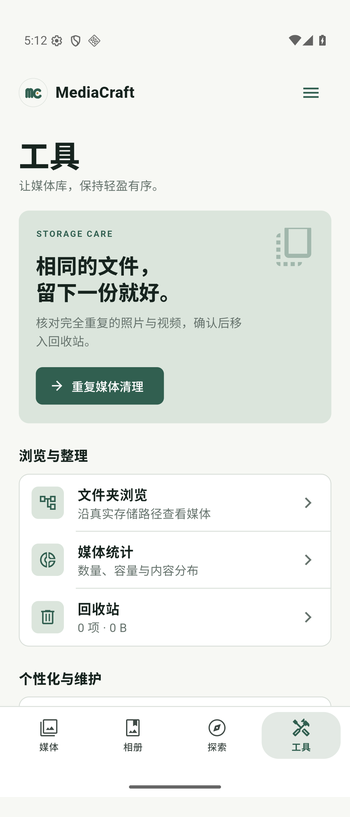 5:12
MC MediaCraft
工具
让媒体库，保持轻盈有序。
STORAGE CARE
相同的文件，
留下一份就好。
核对完全重复的照片与视频，确认后移
入回收站。
重复媒体清理
浏览与整理
文件夹浏览
沿真实存储路径查看媒体
媒体统计
数量、容量与内容分布
回收站
0 项 · 0 B
个性化与维护
媒体 相册 探索 工具